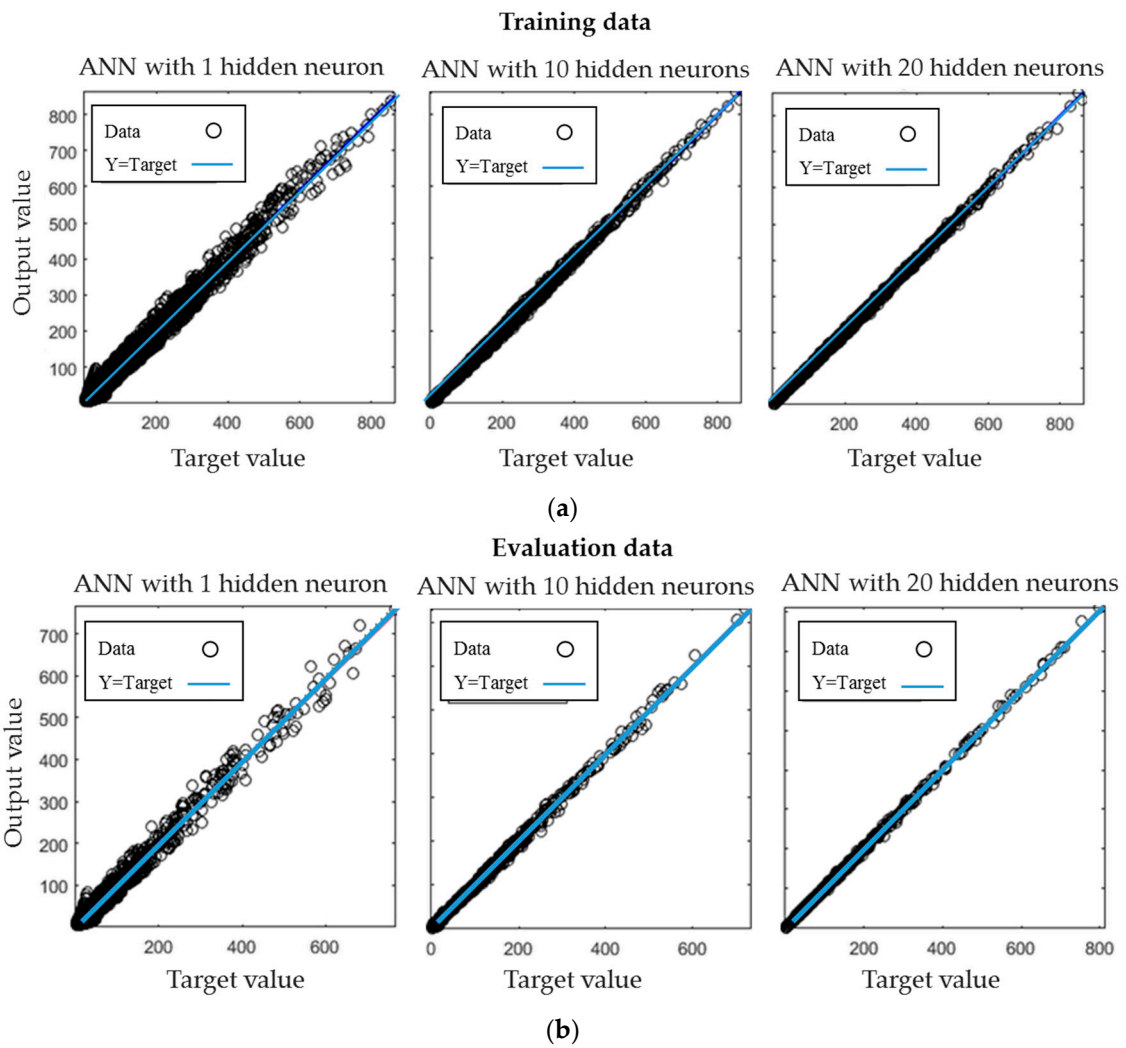 Training data
ANN with 1 hidden neuron
ANN with 10 hidden neurons
ANN with 20 hidden neurons
Data
Y=Target
Data
Y=Target
Data
Y=Target
Output value
800
700
600
500
400
300
200
100
200 400 600 800
0 200 400 600 800
200 400 600 800
Target value
Target value
Target value
(a)
Evaluation data
ANN with 1 hidden neuron
ANN with 10 hidden neurons
ANN with 20 hidden neurons
Data
Y=Target
Data
Y=Target
Data
Y=Target
Output value
700
600
500
400
300
200
100
200 400 600
0 200 400 600
200 400 600 800
Target value
Target value
Target value
(b)